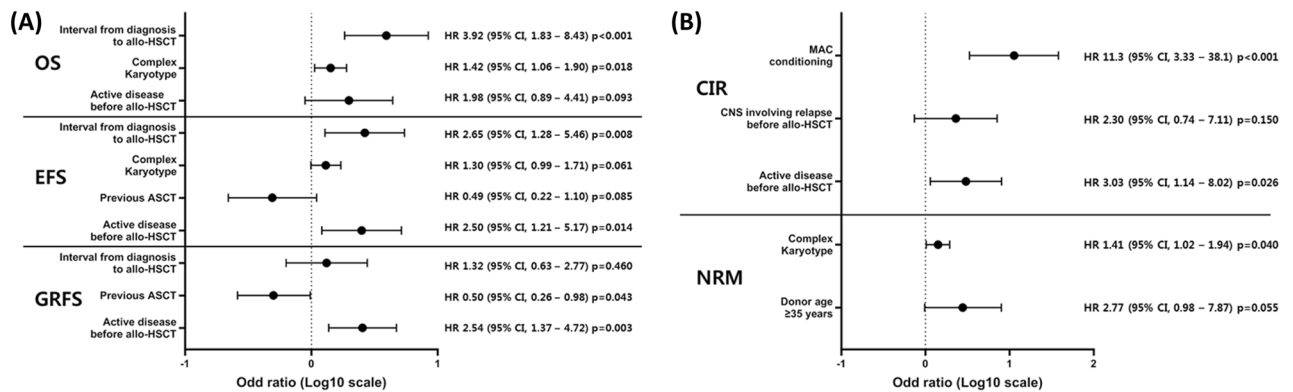 (A)
OS
Interval from diagnosis
to allo-HSCT
HR 3.92 (95% CI, 1.83 – 8.43) p<0.001
Complex
Karyotype
HR 1.42 (95% CI, 1.06 – 1.90) p=0.018
Active disease
before allo-HSCT
HR 1.98 (95% CI, 0.89 – 4.41) p=0.093
EFS
Interval from diagnosis
to allo-HSCT
HR 2.65 (95% CI, 1.28 – 5.46) p=0.008
Complex
Karyotype
HR 1.30 (95% CI, 0.99 – 1.71) p=0.061
Previous ASCT
HR 0.49 (95% CI, 0.22 – 1.10) p=0.085
Active disease
before allo-HSCT
HR 2.50 (95% CI, 1.21 – 5.17) p=0.014
GRFS
Interval from diagnosis
to allo-HSCT
HR 1.32 (95% CI, 0.63 – 2.77) p=0.460
Previous ASCT
HR 0.50 (95% CI, 0.26 – 0.98) p=0.043
Active disease
before allo-HSCT
HR 2.54 (95% CI, 1.37 – 4.72) p=0.003
-1 0 1
Odd ratio (Log10 scale)
(B)
CIR
MAC
conditioning
HR 11.3 (95% CI, 3.33 – 38.1) p<0.001
CNS involving relapse
before allo-HSCT
HR 2.30 (95% CI, 0.74 – 7.11) p=0.150
Active disease
before allo-HSCT
HR 3.03 (95% CI, 1.14 – 8.02) p=0.026
NRM
Complex
Karyotype
HR 1.41 (95% CI, 1.02 – 1.94) p=0.040
Donor age
≥35 years
HR 2.77 (95% CI, 0.98 – 7.87) p=0.055
-1 0 1 2
Odd ratio (Log10 scale)